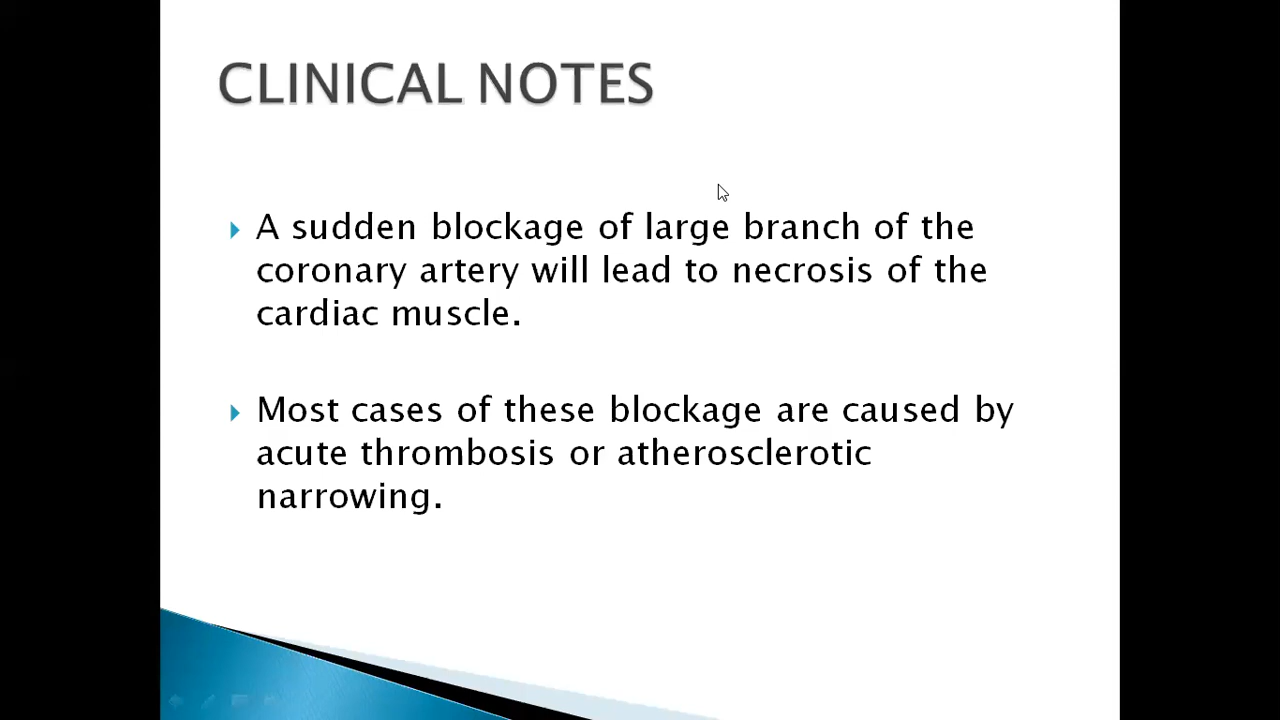 CLINICAL NOTES
A sudden blockage of large branch of the
coronary artery will lead to necrosis of the
cardiac muscle.
Most cases of these blockage are caused by
acute thrombosis or atherosclerotic
narrowing.